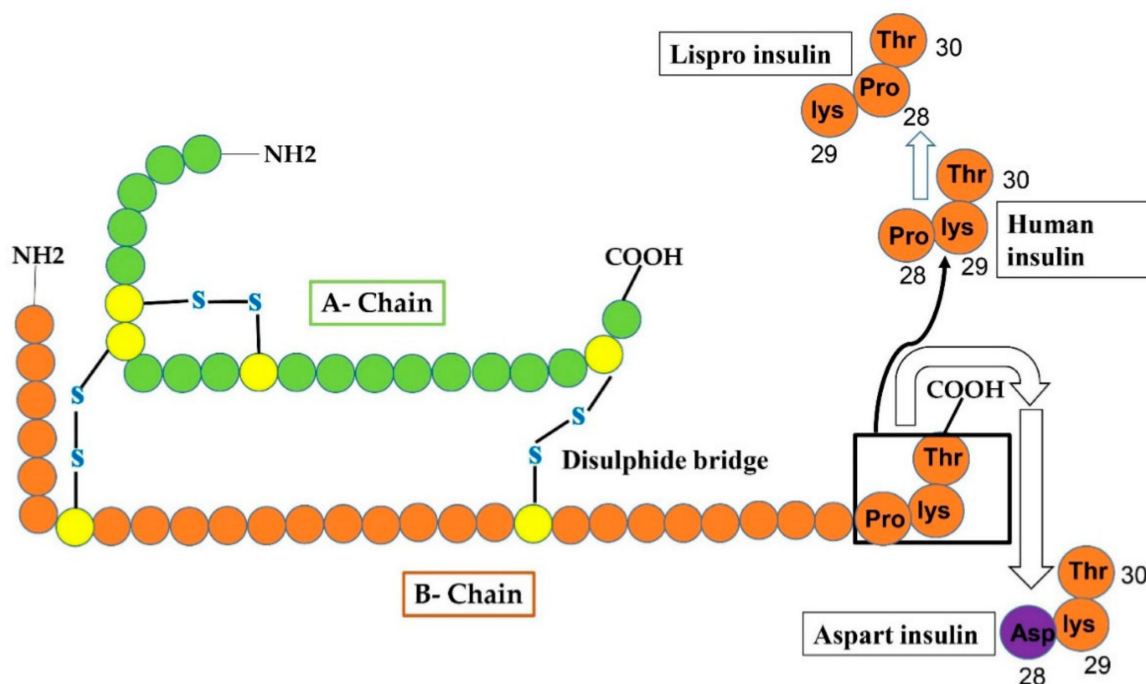 Lispro insulin
Thr
30
Pro
lys
28
29
NH2
Thr
30
Pro
lys
28
29
Human
insulin
NH2
COOH
A- Chain
S
S
S
S
S
S
Disulphide bridge
COOH
Thr
Pro
lys
B- Chain
Aspart insulin
Thr
30
Asp
lys
28
29